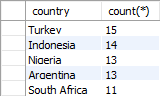 country count(*)
Turkey 15
Indonesia 14
Nigeria 13
Argentina 13
South Africa 11